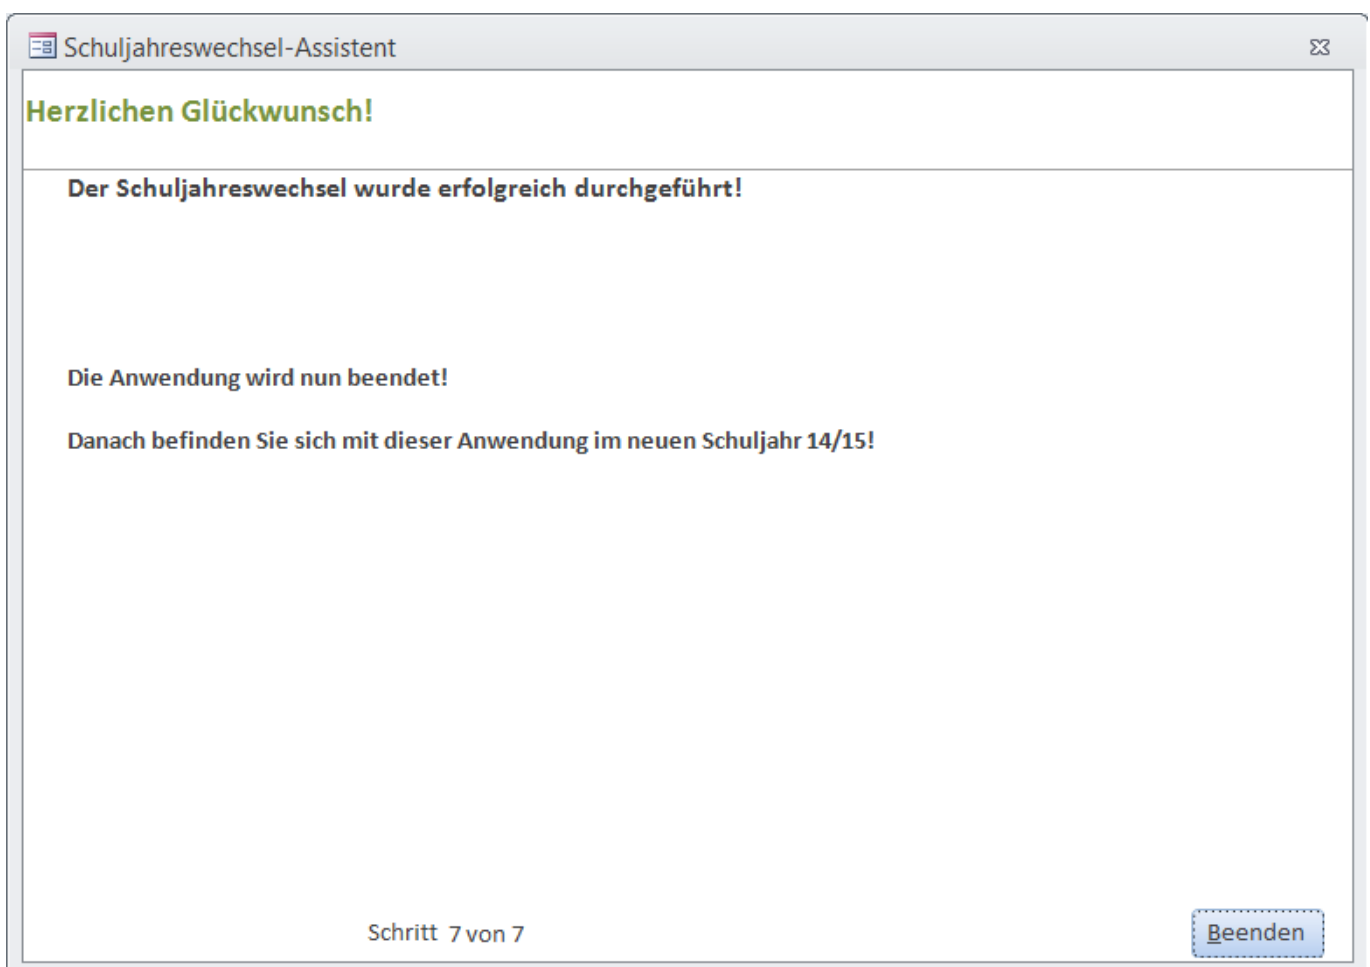 Schuljahreswechsel-Assistent
Herzlichen Glückwunsch!
Der Schuljahreswechsel wurde erfolgreich durchgeführt!
Die Anwendung wird nun beendet!
Danach befinden Sie sich mit dieser Anwendung im neuen Schuljahr 14/15!
Schritt 7 von 7
Beenden